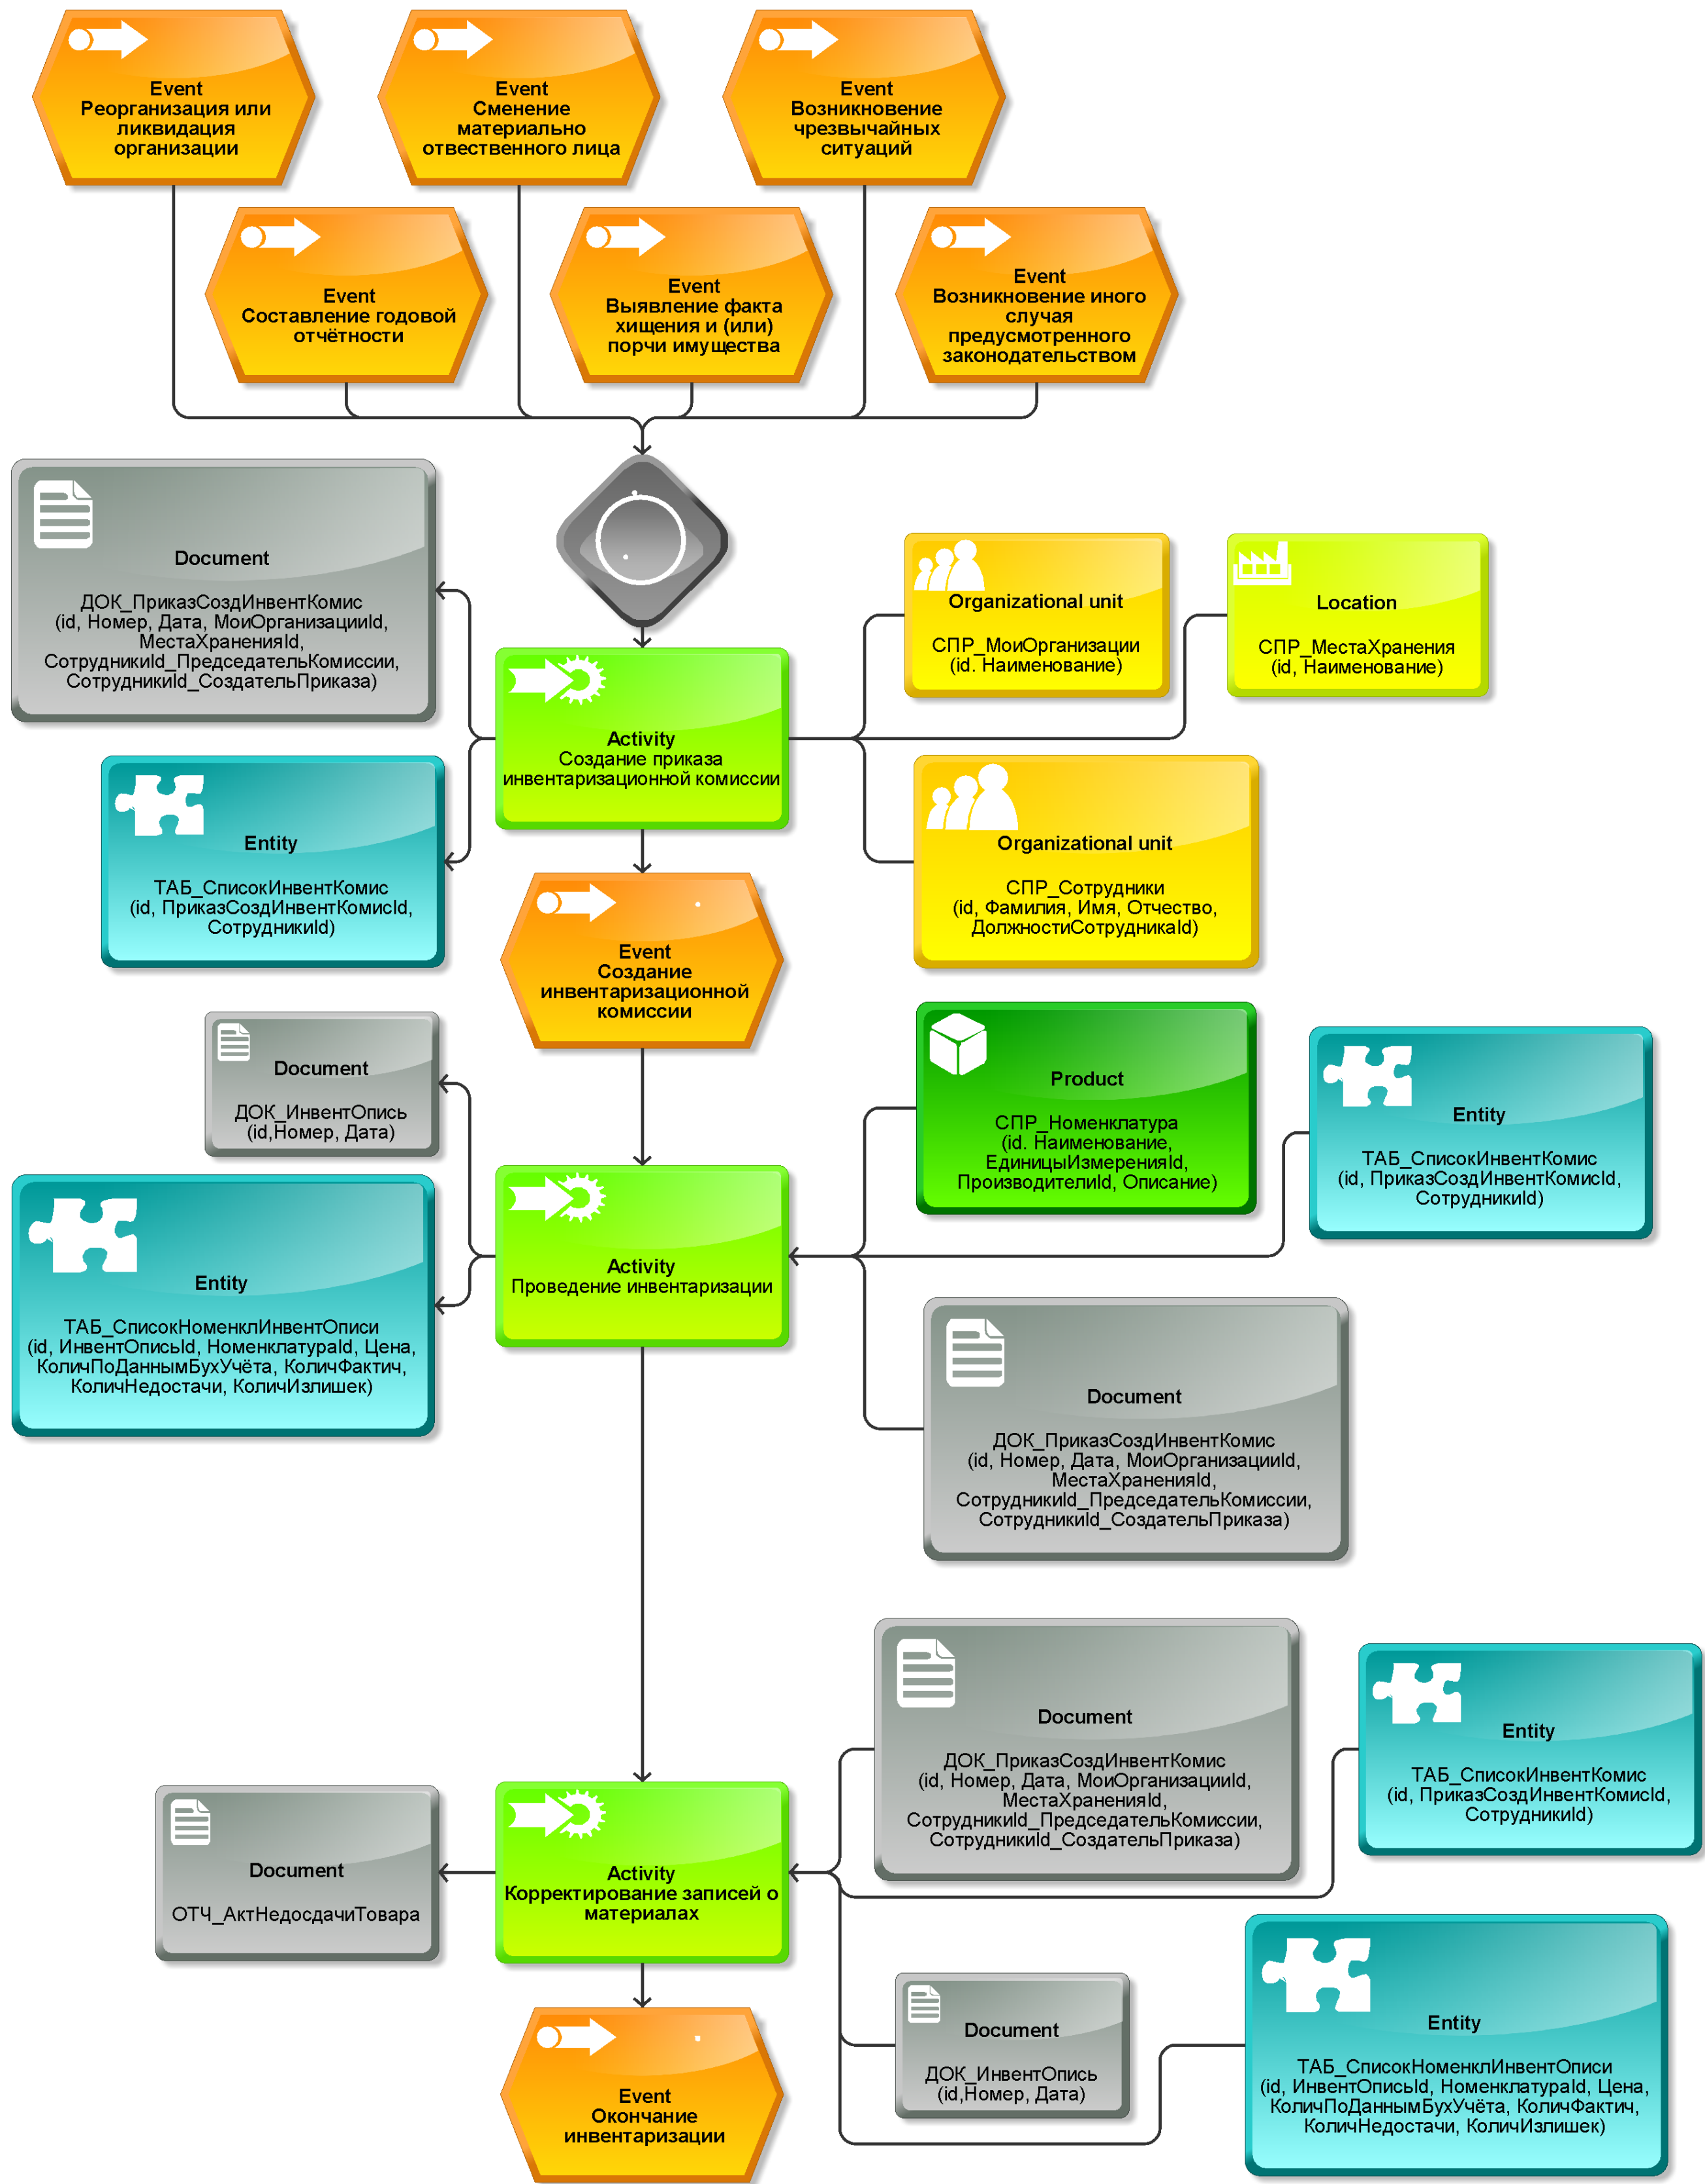 Event
Реорганизация или
ликвидация
организации
Event
Сменение
материально
отвественного лица
Event
Возникновение
чрезвычайных
ситуаций
Event
Составление годовой
отчётности
Event
Выявление факта
хищения и (или)
порчи имущества
Event
Возникновение иного
случая
предусмотренного
законодательством
Document
ДОК_ПриказСоздИнвентКомис
(id, Номер, Дата, МоиОрганизацииId,
МестаХраненияId,
СотрудникиId_ПредседательКомиссии,
СотрудникиId_СоздательПриказа)
Organizational unit
СПР_МоиОрганизации
(id. Наименование)
Location
СПР_МестаХранения
(id, Наименование)
Activity
Создание приказа
инвентаризационной комиссии
Entity
ТАБ_СписокИнвентКомис
(id, ПриказСоздИнвентКомисId,
СотрудникиId)
Organizational unit
СПР_Сотрудники
(id, Фамилия, Имя, Отчество,
ДолжностиСотрудникаId)
Event
Создание
инвентаризационной
комиссии
Document
ДОК_ИнвентОпись
(id,Номер, Дата)
Product
СПР_Номенклатура
(id. Наименование,
ЕдиницыИзмеренияId,
ПроизводителиId, Описание)
Entity
ТАБ_СписокИнвентКомис
(id, ПриказСоздИнвентКомисId,
СотрудникиId)
Activity
Проведение инвентаризации
Entity
ТАБ_СписокНоменклИнвентОписи
(id, ИнвентОписьId, НоменклатураId, Цена,
КоличПоДаннымБухУчёта, КоличФактич,
КоличНедостачи, КоличИзлишек)
Document
ДОК_ПриказСоздИнвентКомис
(id, Номер, Дата, МоиОрганизацииId,
МестаХраненияId,
СотрудникиId_ПредседательКомиссии,
СотрудникиId_СоздательПриказа)
Document
ДОК_ПриказСоздИнвентКомис
(id, Номер, Дата, МоиОрганизацииId,
МестаХраненияId,
СотрудникиId_ПредседательКомиссии,
СотрудникиId_СоздательПриказа)
Entity
ТАБ_СписокИнвентКомис
(id, ПриказСоздИнвентКомисId,
СотрудникиId)
Document
ОТЧ_АктНедосдачиТовара
Activity
Корректирование записей о
материалах
Document
ДОК_ИнвентОпись
(id,Номер, Дата)
Entity
ТАБ_СписокНоменклИнвентОписи
(id, ИнвентОписьId, НоменклатураId, Цена,
КоличПоДаннымБухУчёта, КоличФактич,
КоличНедостачи, КоличИзлишек)
Event
Окончание
инвентаризации